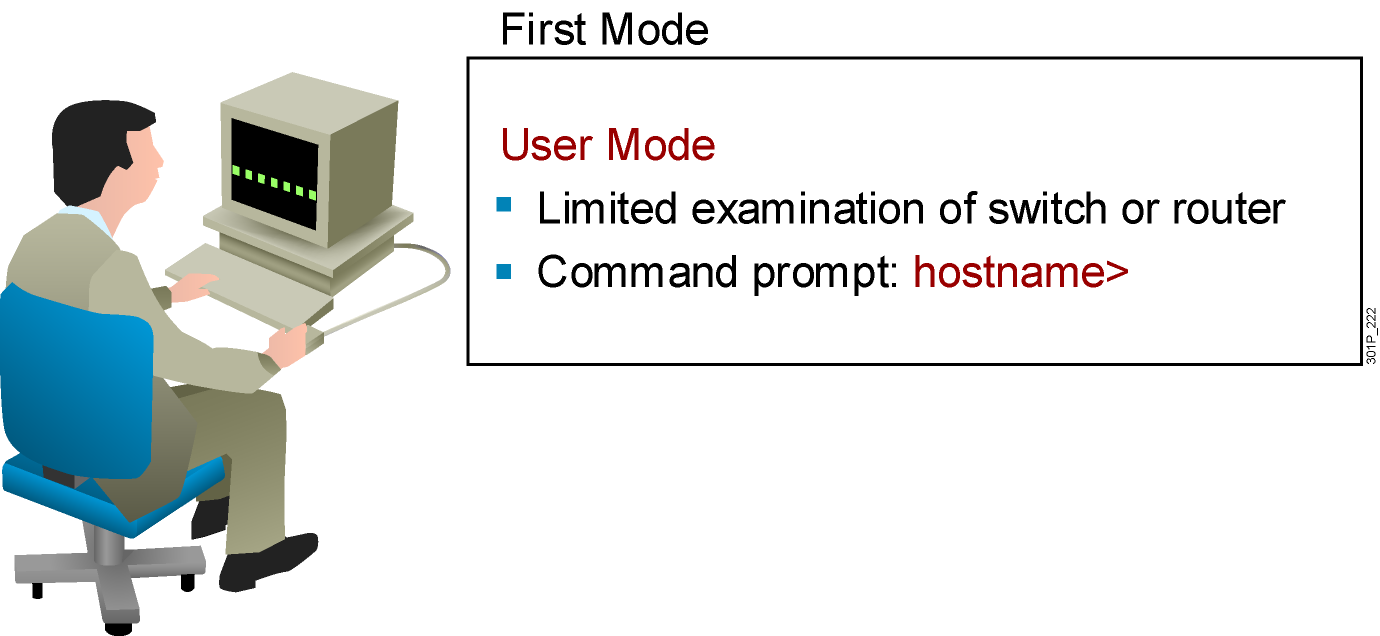 First Mode
User Mode
Limited examination of switch or router
Command prompt: hostname>
301P_222